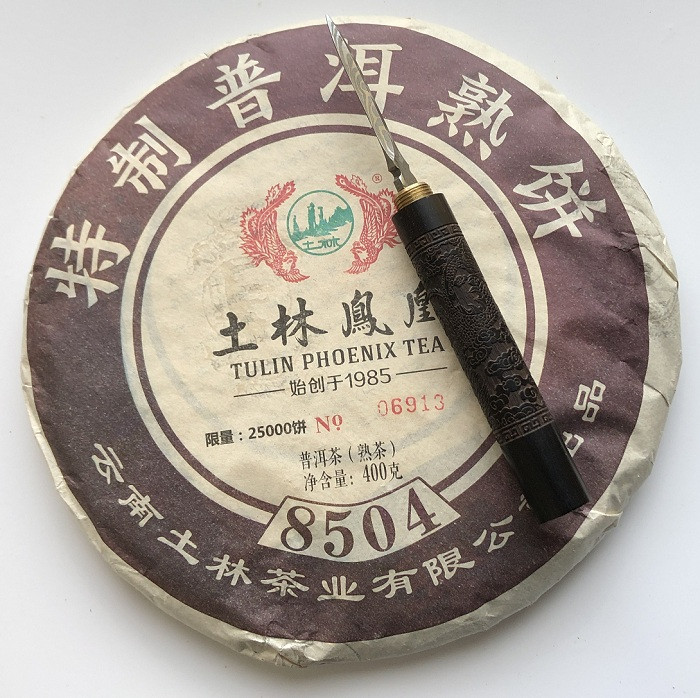 特制普洱熟饼
®
土林
土林鳳凰
TULIN PHOENIX TEA
始创于1985
限量：25000饼 Nº 06913
普洱茶（熟茶）
净含量：400克
8504
云南土林茶业有限公 品